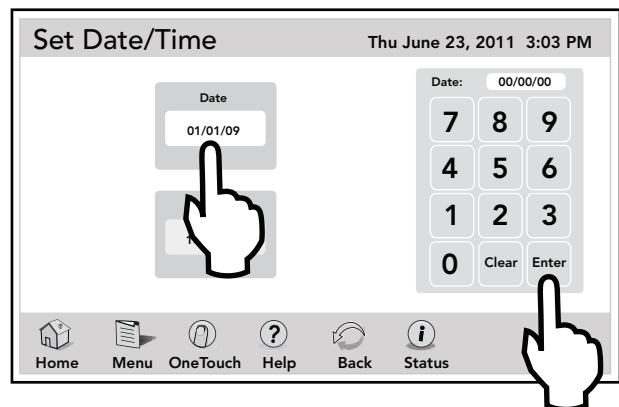 Set Date/Time
Thu June 23, 2011 3:03 PM
Date
01/01/09
Date: 00/00/00
7 8 9
4 5 6
1 2 3
0 Clear Enter
Home Menu OneTouch Help Back Status